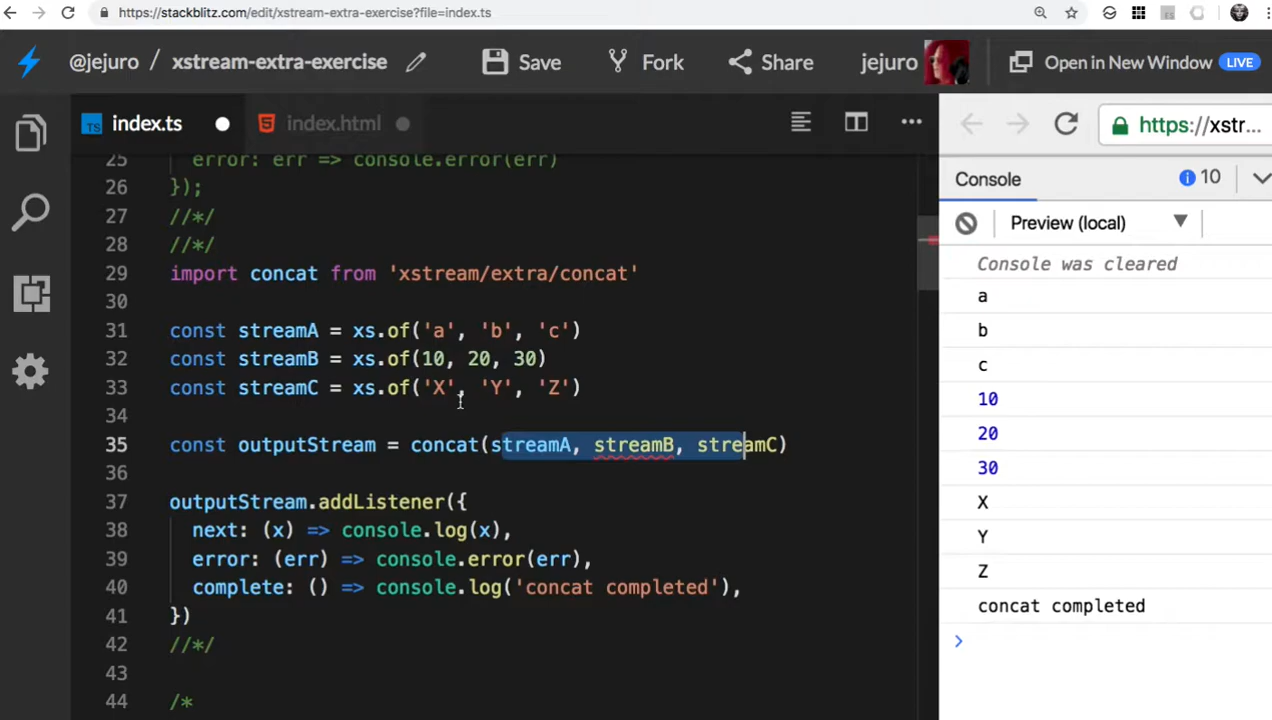 https://stackblitz.com/edit/xstream-extra-exercise?file=index.ts
@jejuro / xstream-extra-exercise Save Fork Share jejuro Open in New Window LIVE
TS index.ts index.html https://xstr...
25 error: err => console.error(err)
26 });
27 //*/
28 //*/
29 import concat from 'xstream/extra/concat'
30
31 const streamA = xs.of('a', 'b', 'c')
32 const streamB = xs.of(10, 20, 30)
33 const streamC = xs.of('X', 'Y', 'Z')
34
35 const outputStream = concat(streamA, streamB, streamC)
36
37 outputStream.addListener({
38 next: (x) => console.log(x),
39 error: (err) => console.error(err),
40 complete: () => console.log('concat completed'),
41 })
42 //*/
43
44 /*
Console 10
Preview (local)
Console was cleared
a
b
c
10
20
30
X
Y
Z
concat completed
>